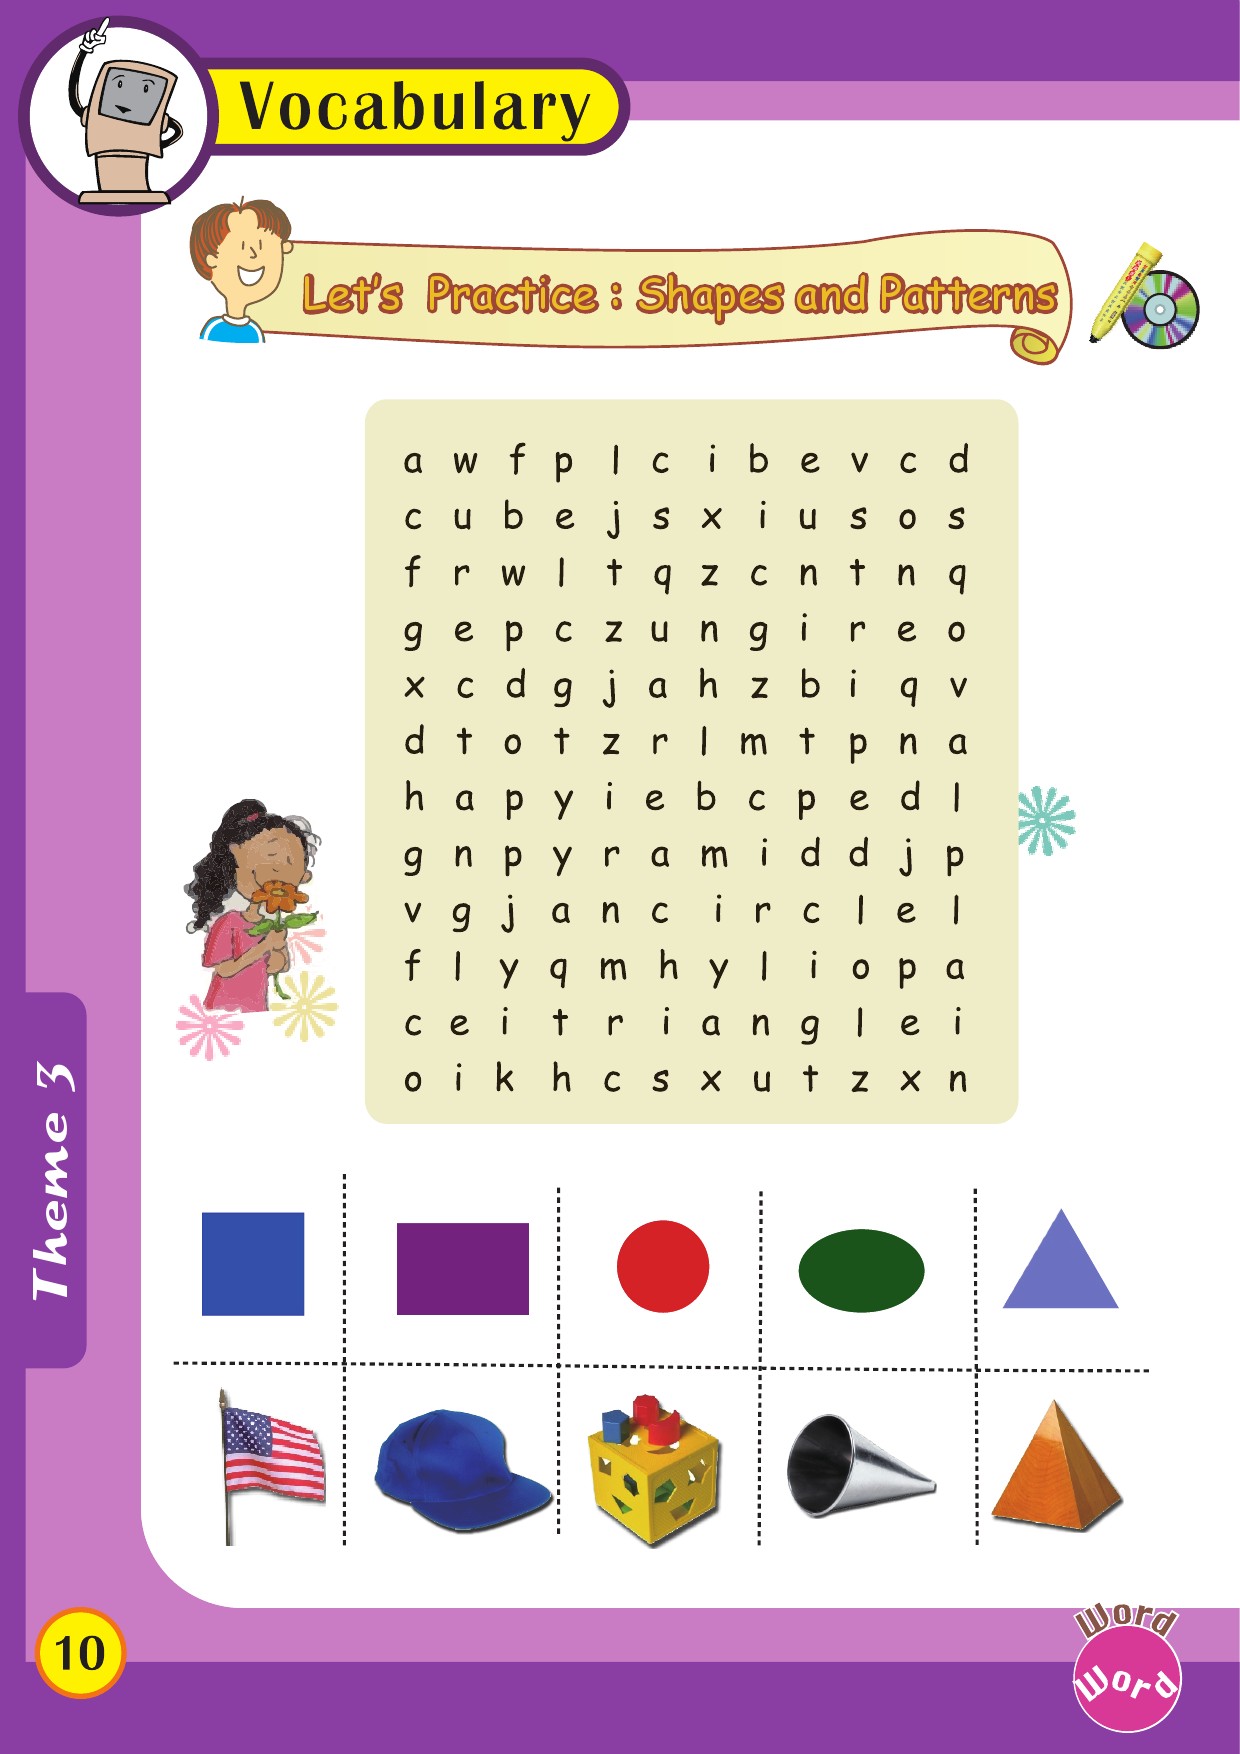 Vocabulary
Let's Practice : Shapes and Patterns
a w f p l c i b e v c d
c u b e j s x i u s o s
f r w l t q z c n t n q
g e p c z u n g i r e o
x c d g j a h z b i q v
d t o t z r l m t p n a
h a p y i e b c p e d l
g n p y r a m i d d j p
v g j a n c i r c l e l
f l y q m h y l i o p a
c e i t r i a n g l e i
o i k h c s x u t z x n
Theme 3
10
Word
Word